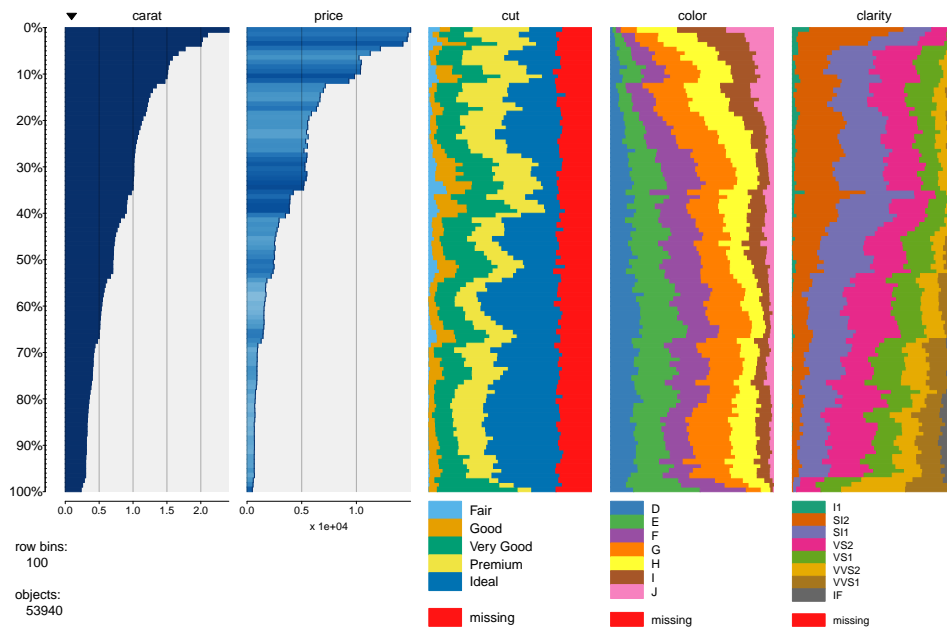 carat price cut color clarity
0%
10%
20%
30%
40%
50%
60%
70%
80%
90%
100%
0.0 0.5 1.0 1.5 2.0 0.0 0.5 1.0
x 1e+04
row bins:
100
objects:
53940
Fair
Good
Very Good
Premium
Ideal
missing
D
E
F
G
H
I
J
missing
I1
SI2
SI1
VS2
VS1
VVS2
VVS1
IF
missing